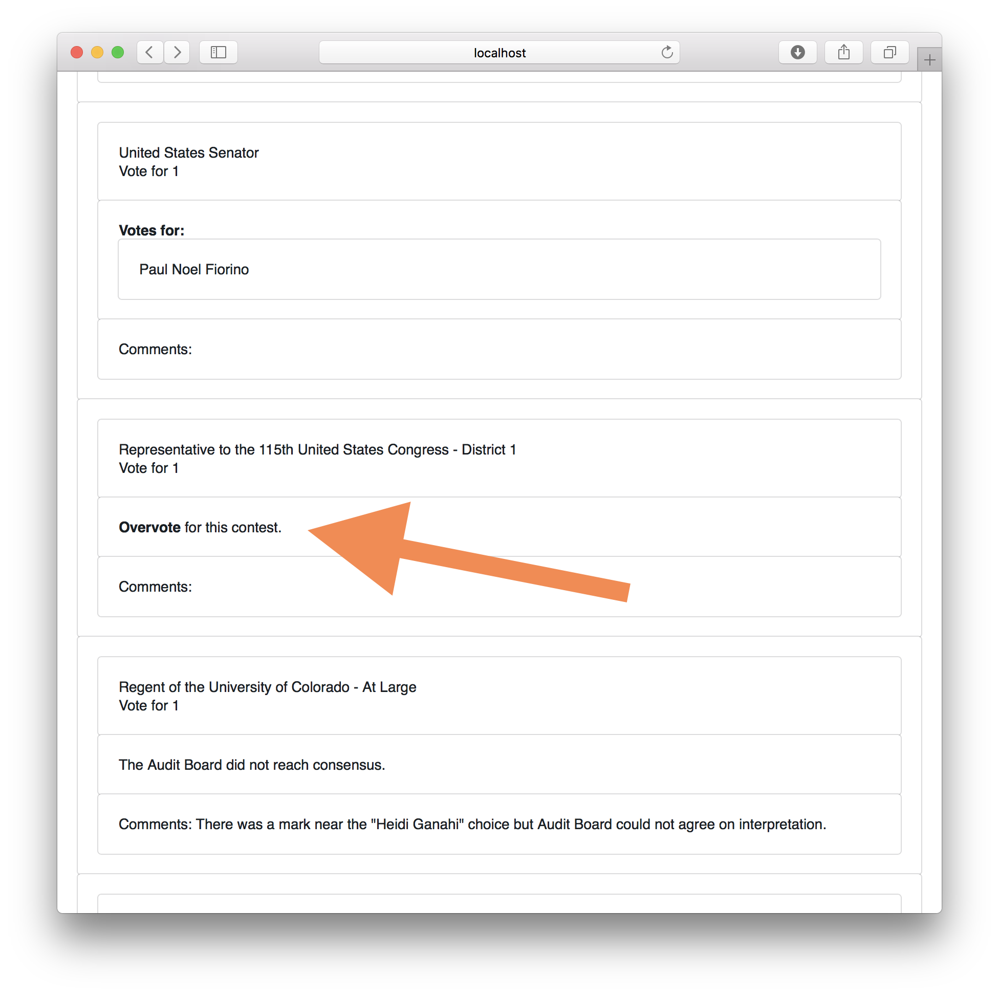 localhost
United States Senator
Vote for 1
Votes for:
Paul Noel Fiorino
Comments:
Representative to the 115th United States Congress - District 1
Vote for 1
Overvote for this contest.
Comments:
Regent of the University of Colorado - At Large
Vote for 1
The Audit Board did not reach consensus.
Comments: There was a mark near the "Heidi Ganahi" choice but Audit Board could not agree on interpretation.